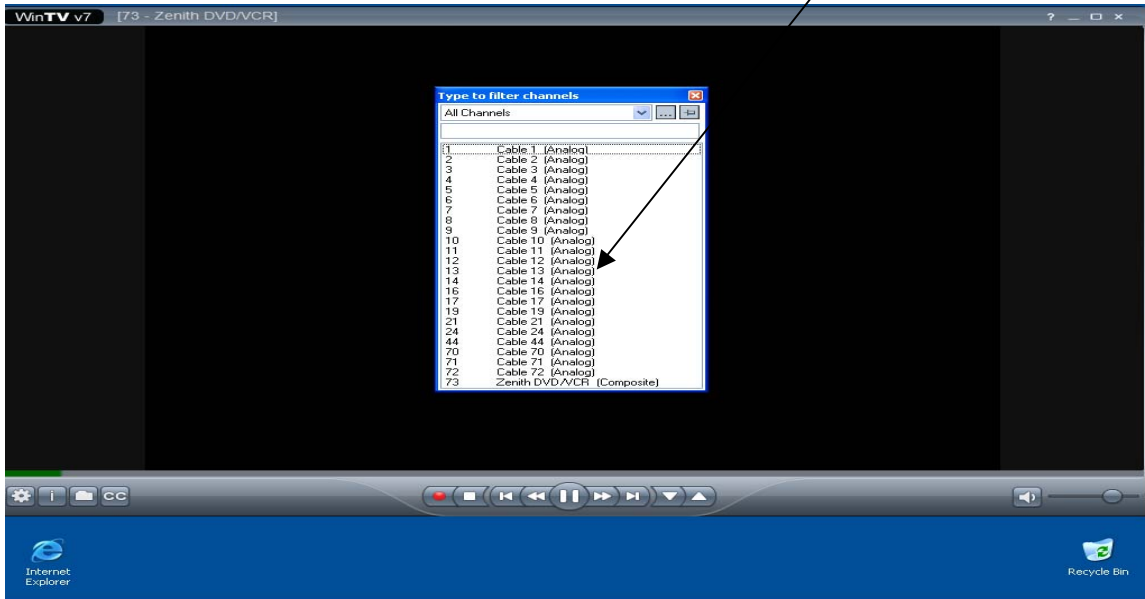 WinTV v7 [73 - Zenith DVD/VCR]
Type to filter channels
All Channels
...
1 Cable 1 (Analog)
2 Cable 2 (Analog)
3 Cable 3 (Analog)
4 Cable 4 (Analog)
5 Cable 5 (Analog)
6 Cable 6 (Analog)
7 Cable 7 (Analog)
8 Cable 8 (Analog)
9 Cable 9 (Analog)
10 Cable 10 (Analog)
11 Cable 11 (Analog)
12 Cable 12 (Analog)
13 Cable 13 (Analog)
14 Cable 14 (Analog)
16 Cable 16 (Analog)
17 Cable 17 (Analog)
19 Cable 19 (Analog)
21 Cable 21 (Analog)
24 Cable 24 (Analog)
44 Cable 44 (Analog)
70 Cable 70 (Analog)
71 Cable 71 (Analog)
72 Cable 72 (Analog)
73 Zenith DVD/VCR (Composite)
i CC
Internet
Explorer
Recycle Bin